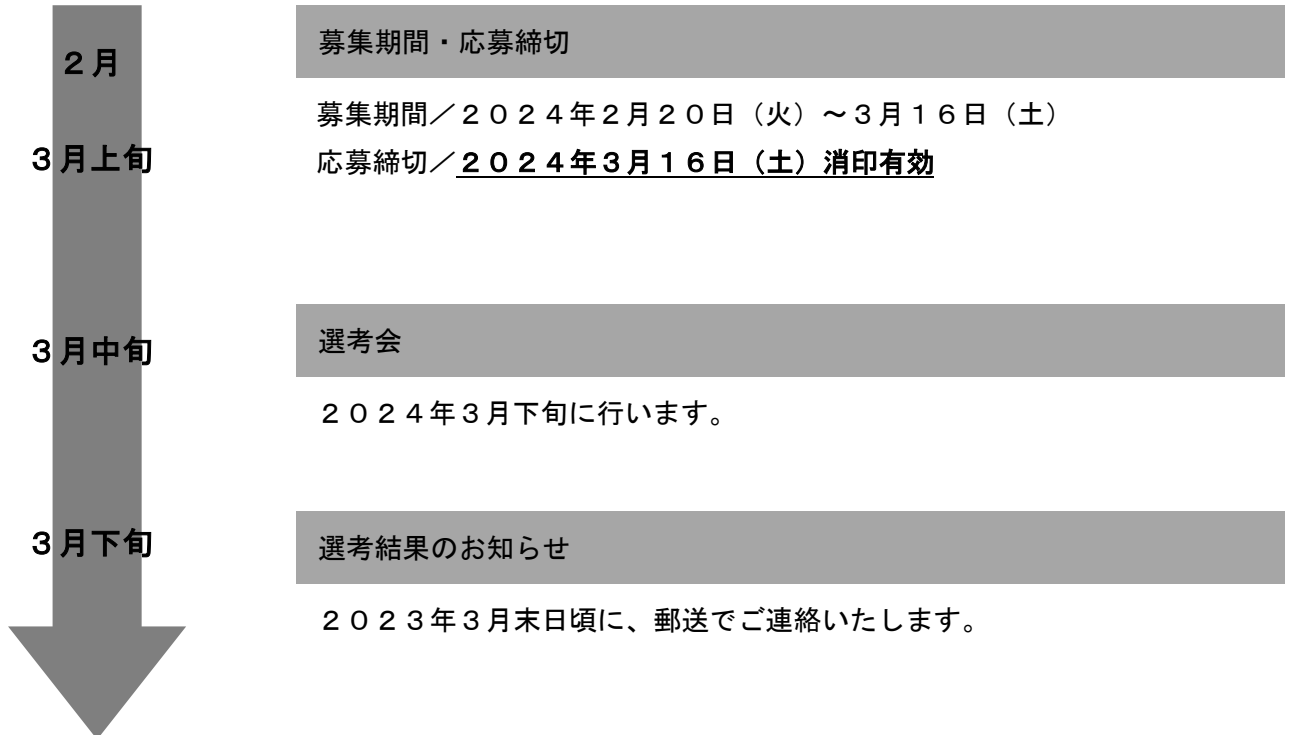 ２月
募集期間・応募締切
募集期間／２０２４年２月２０日（火）～３月１６日（土）
３月上旬
応募締切／２０２４年３月１６日（土）消印有効
３月中旬
選考会
２０２４年３月下旬に行います。
３月下旬
選考結果のお知らせ
２０２３年３月末日頃に、郵送でご連絡いたします。